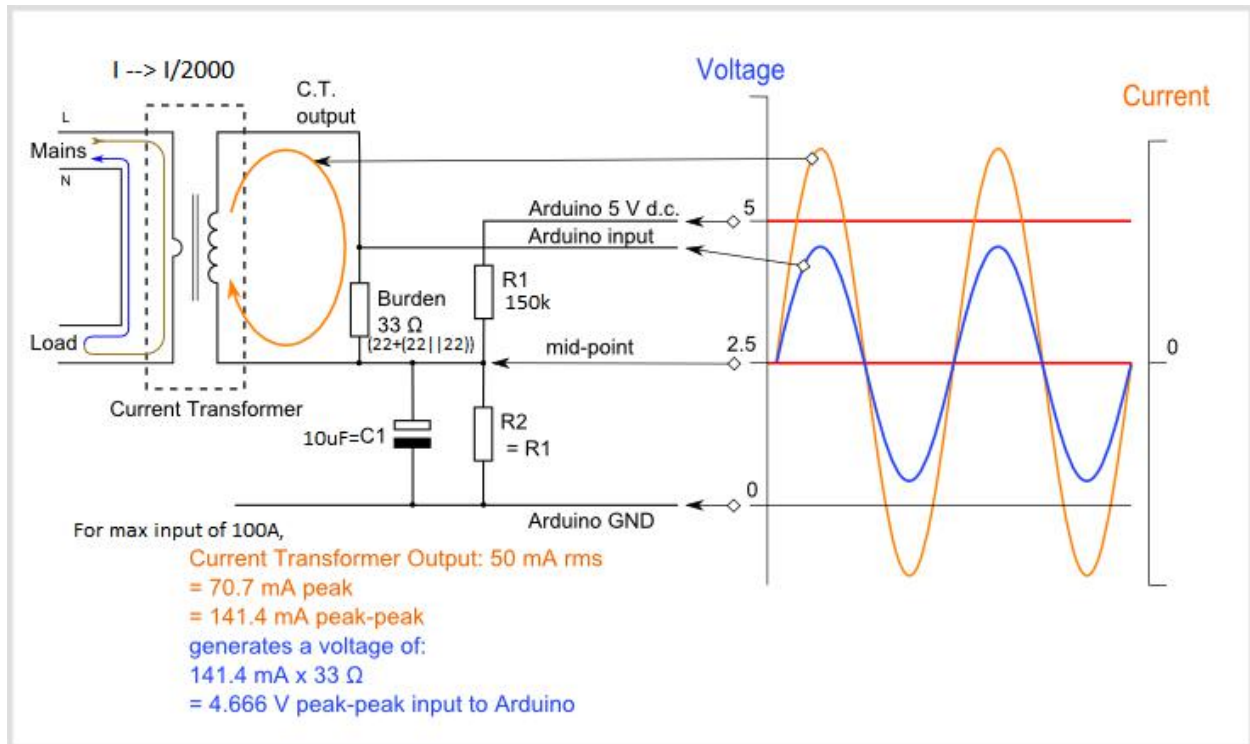 I --> I/2000
Voltage
C.T.
output
Current
L
Mains
N
Arduino 5 V d.c.
5
Arduino input
R1
150k
Burden
33 Ω
(22+(22||22))
Load
mid-point
2.5
0
Current Transformer
10uF=C1
R2
= R1
0
Arduino GND
For max input of 100A,
Current Transformer Output: 50 mA rms
= 70.7 mA peak
= 141.4 mA peak-peak
generates a voltage of:
141.4 mA x 33 Ω
= 4.666 V peak-peak input to Arduino